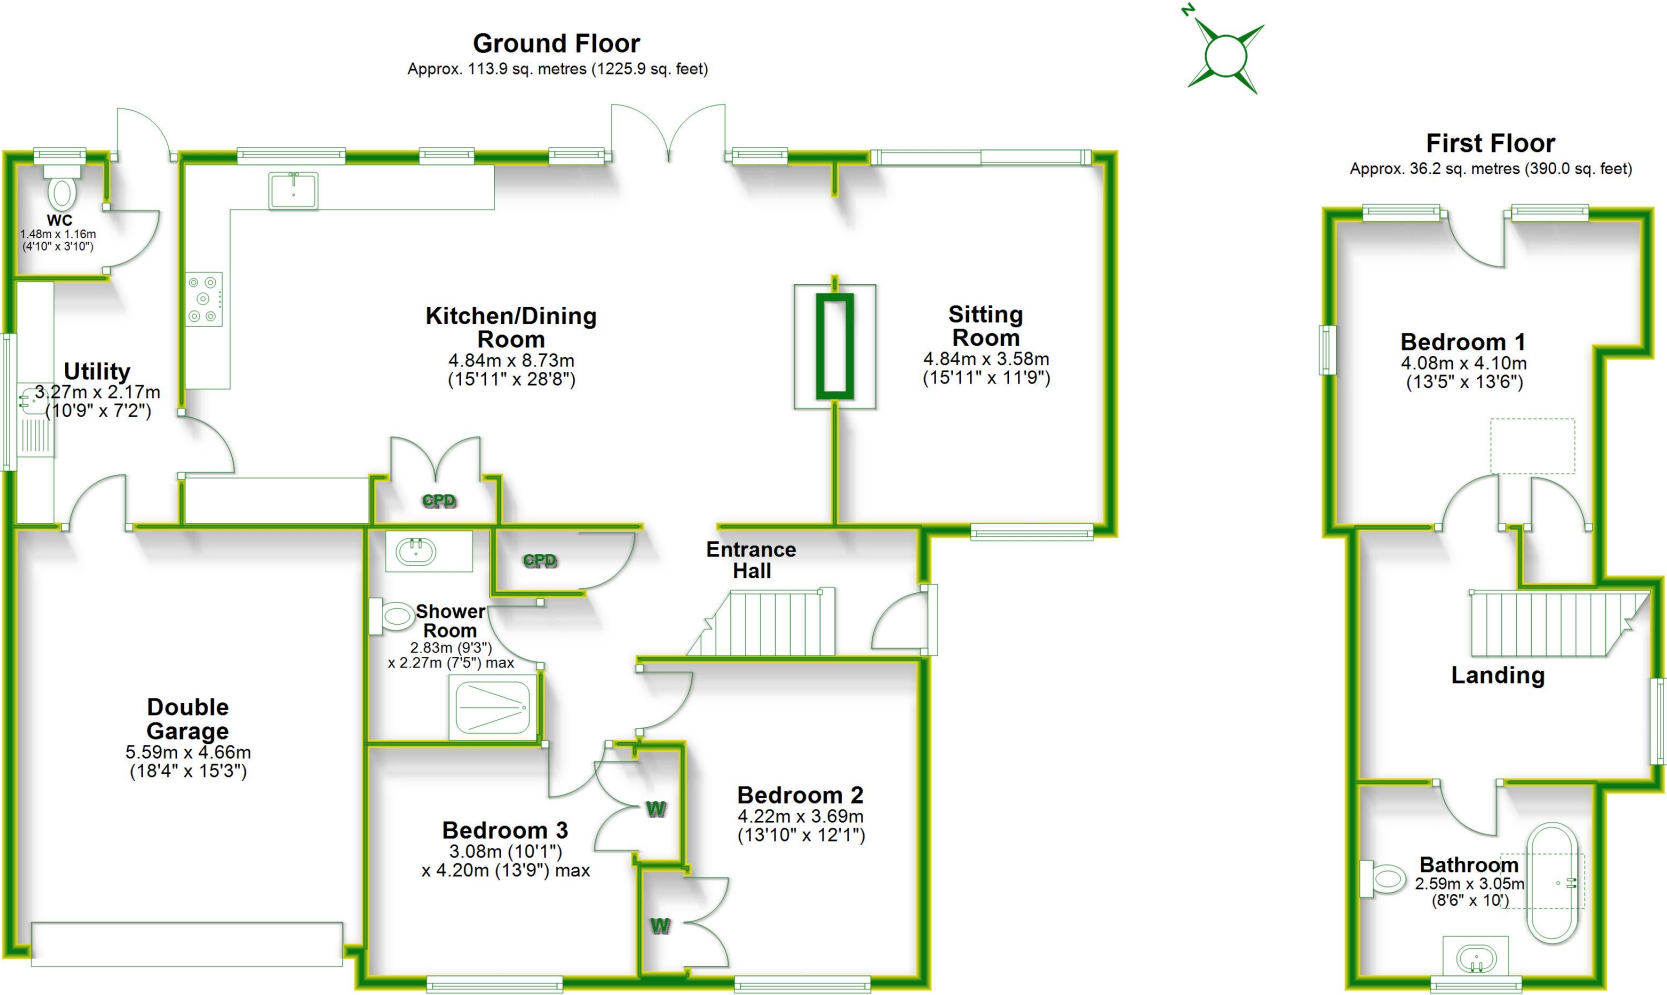 N
Ground Floor
Approx. 113.9 sq. metres (1225.9 sq. feet)
First Floor
Approx. 36.2 sq. metres (390.0 sq. feet)
WC
1.48m x 1.16m
(4'10" x 3'10")
Utility
3.27m x 2.17m
(10'9" x 7'2")
Kitchen/Dining
Room
4.84m x 8.73m
(15'11" x 28'8")
Sitting
Room
4.84m x 3.58m
(15'11" x 11'9")
CPD
CPD
Entrance
Hall
Shower
Room
2.83m (9'3")
x 2.27m (7'5") max
Double
Garage
5.59m x 4.66m
(18'4" x 15'3")
Bedroom 3
3.08m (10'1")
x 4.20m (13'9") max
W
W
Bedroom 2
4.22m x 3.69m
(13'10" x 12'1")
Bedroom 1
4.08m x 4.10m
(13'5" x 13'6")
Landing
Bathroom
2.59m x 3.05m
(8'6" x 10')